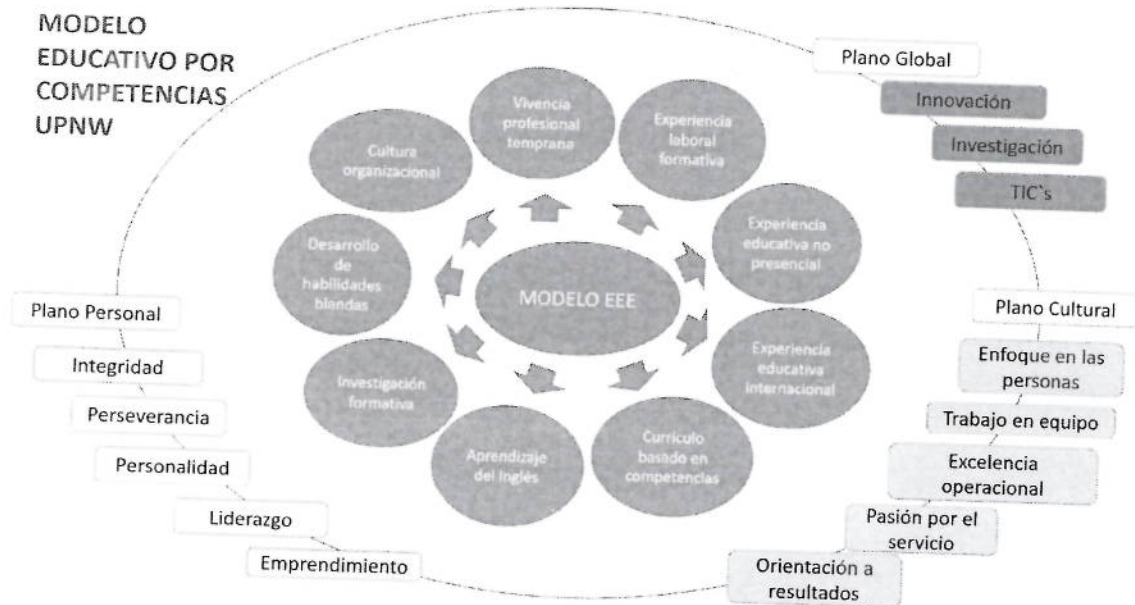 MODELO
EDUCATIVO POR
COMPETENCIAS
UPNW
Plano Global
Innovación
Investigación
TIC`s
Vivencia
profesional
temprana
Experiencia
laboral
formativa
Cultura
organizacional
Experiencia
educativa no
presencial
Desarrollo
de
habilidades
blandas
MODELO EEE
Experiencia
educativa
internacional
Investigación
formativa
Aprendizaje
del Inglés
Currículo
basado en
competencias
Plano Personal
Integridad
Perseverancia
Personalidad
Liderazgo
Emprendimiento
Plano Cultural
Enfoque en las
personas
Trabajo en equipo
Excelencia
operacional
Pasión por el
servicio
Orientación a
resultados